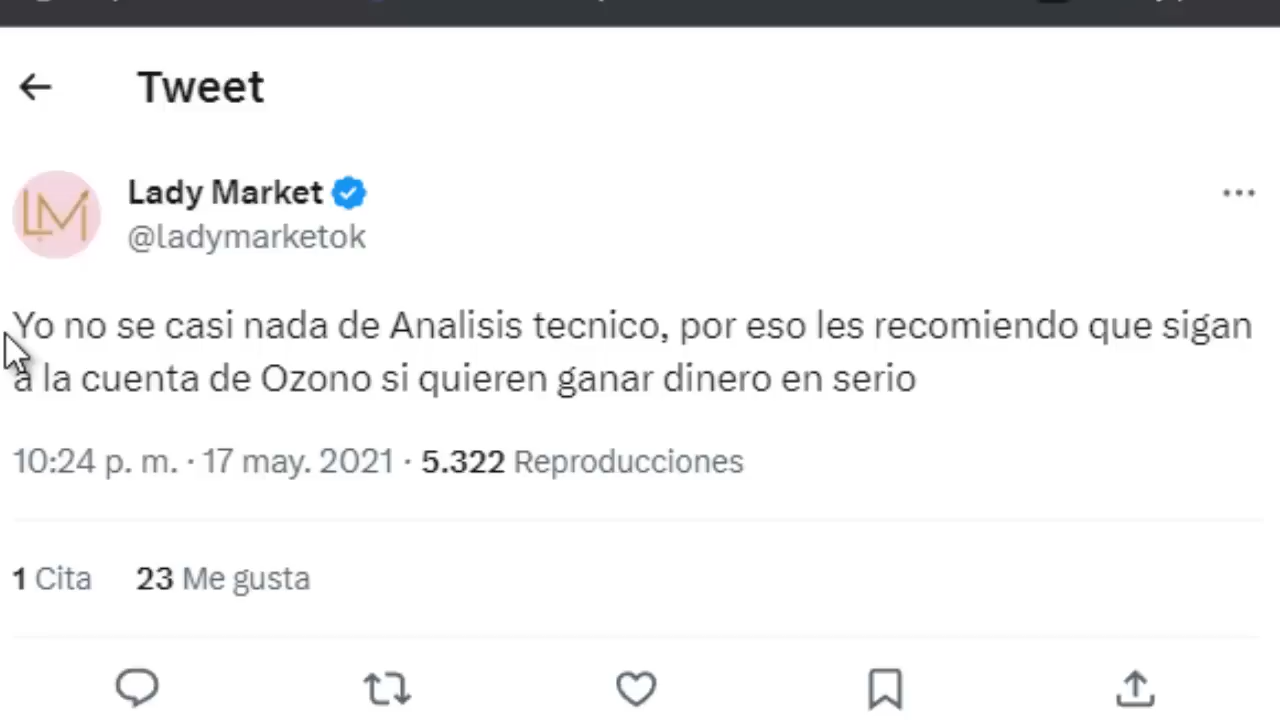 Tweet
LM
Lady Market
@ladymarketok
Yo no se casi nada de Analisis tecnico, por eso les recomiendo que sigan
a la cuenta de Ozono si quieren ganar dinero en serio
10:24 p. m. · 17 may. 2021 · 5.322 Reproducciones
1 Cita 23 Me gusta